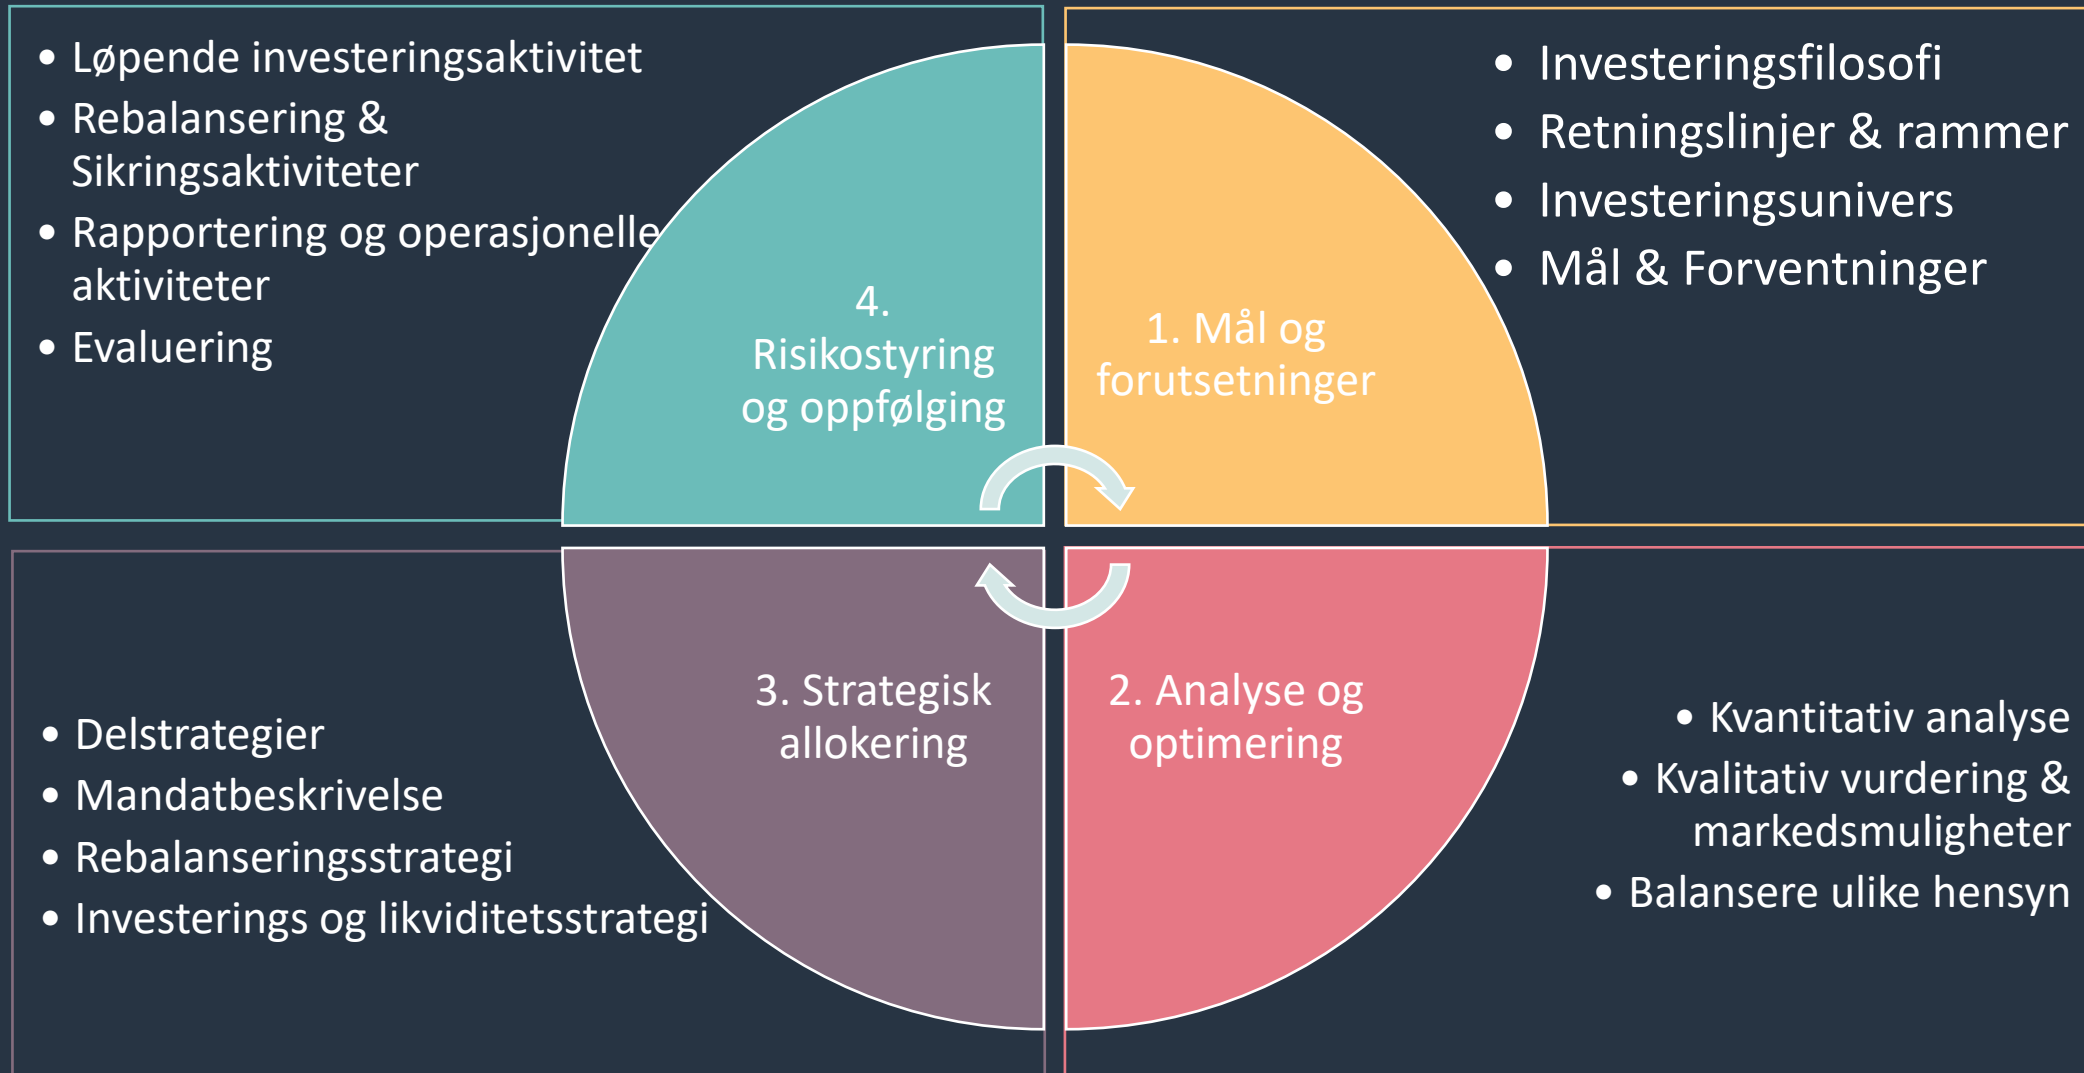 • Løpende investeringsaktivitet
• Rebalansering &
Sikringsaktiviteter
• Rapportering og operasjonelle
aktiviteter
• Evaluering
4.
Risikostyring
og oppfølging
• Investeringsfilosofi
• Retningslinjer & rammer
• Investeringsunivers
• Mål & Forventninger
1. Mål og
forutsetninger
• Delstrategier
• Mandatbeskrivelse
• Rebalanseringsstrategi
• Investerings og likviditetsstrategi
3. Strategisk
allokering
2. Analyse og
optimering
• Kvantitativ analyse
• Kvalitativ vurdering &
markedsmuligheter
• Balansere ulike hensyn